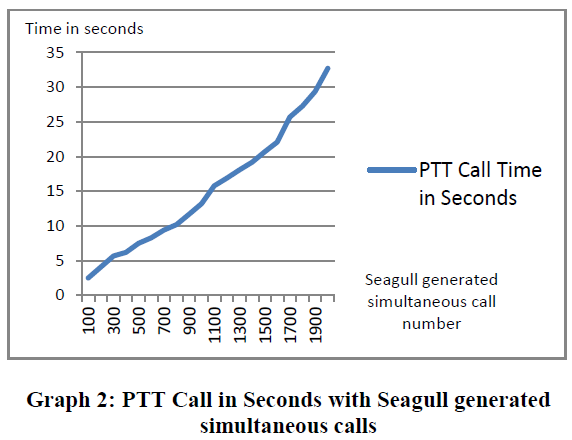 Time in seconds
35
30
25
20
15
10
5
0
100
300
500
700
900
1100
1300
1500
1700
1900
PTT Call Time
in Seconds
Seagull generated
simultaneous call
number
Graph 2: PTT Call in Seconds with Seagull generated
simultaneous calls